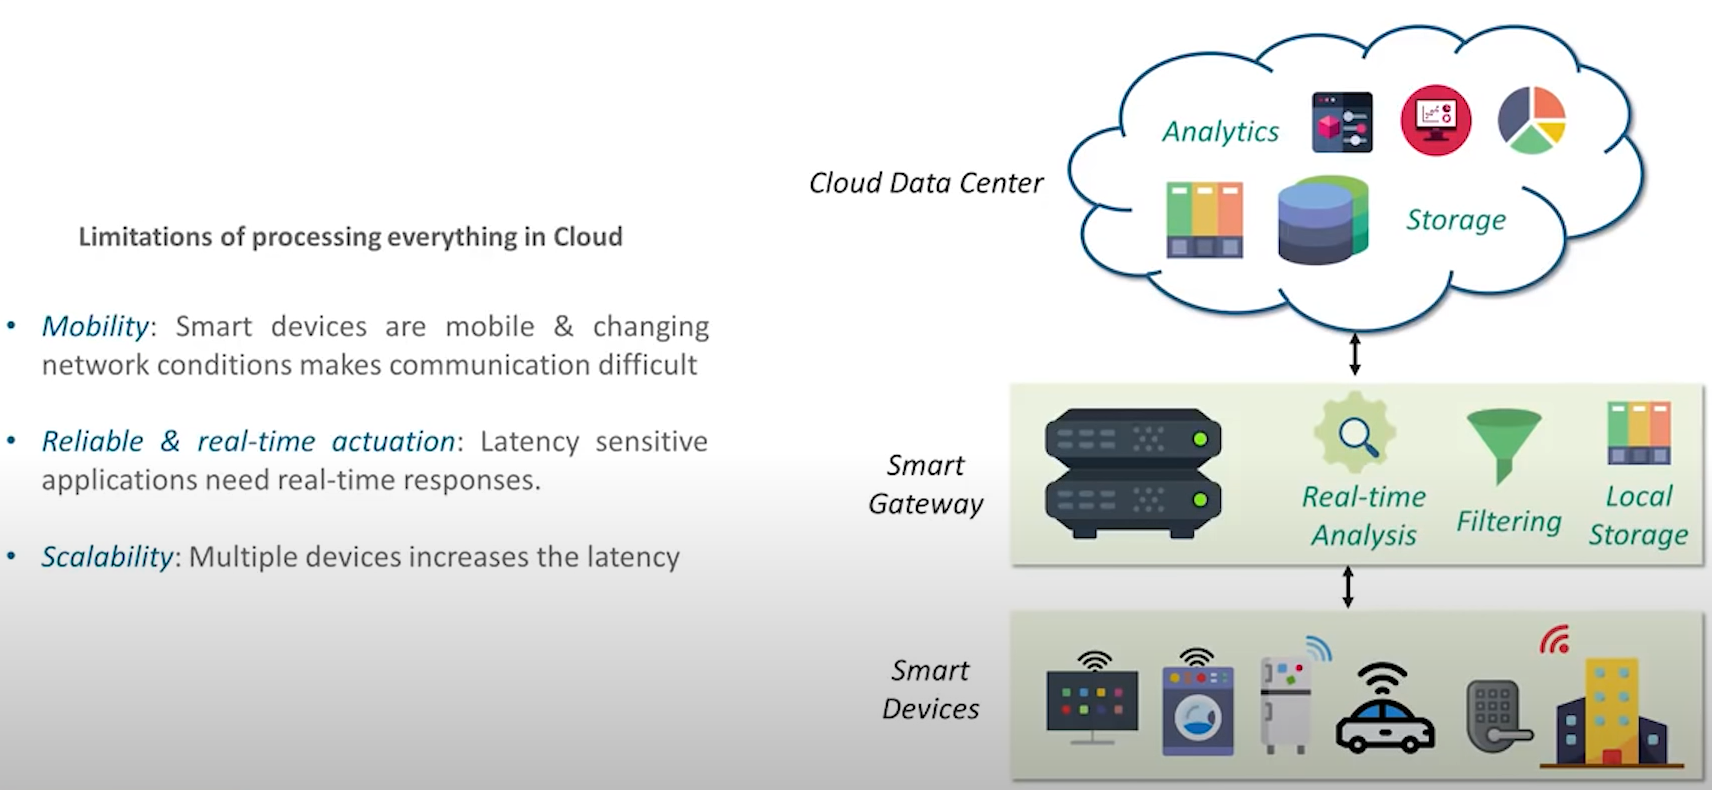 Limitations of processing everything in Cloud
• Mobility: Smart devices are mobile & changing
network conditions makes communication difficult
• Reliable & real-time actuation: Latency sensitive
applications need real-time responses.
• Scalability: Multiple devices increases the latency
Cloud Data Center
Analytics
Storage
Smart
Gateway
Real-time
Analysis
Filtering
Local
Storage
Smart
Devices